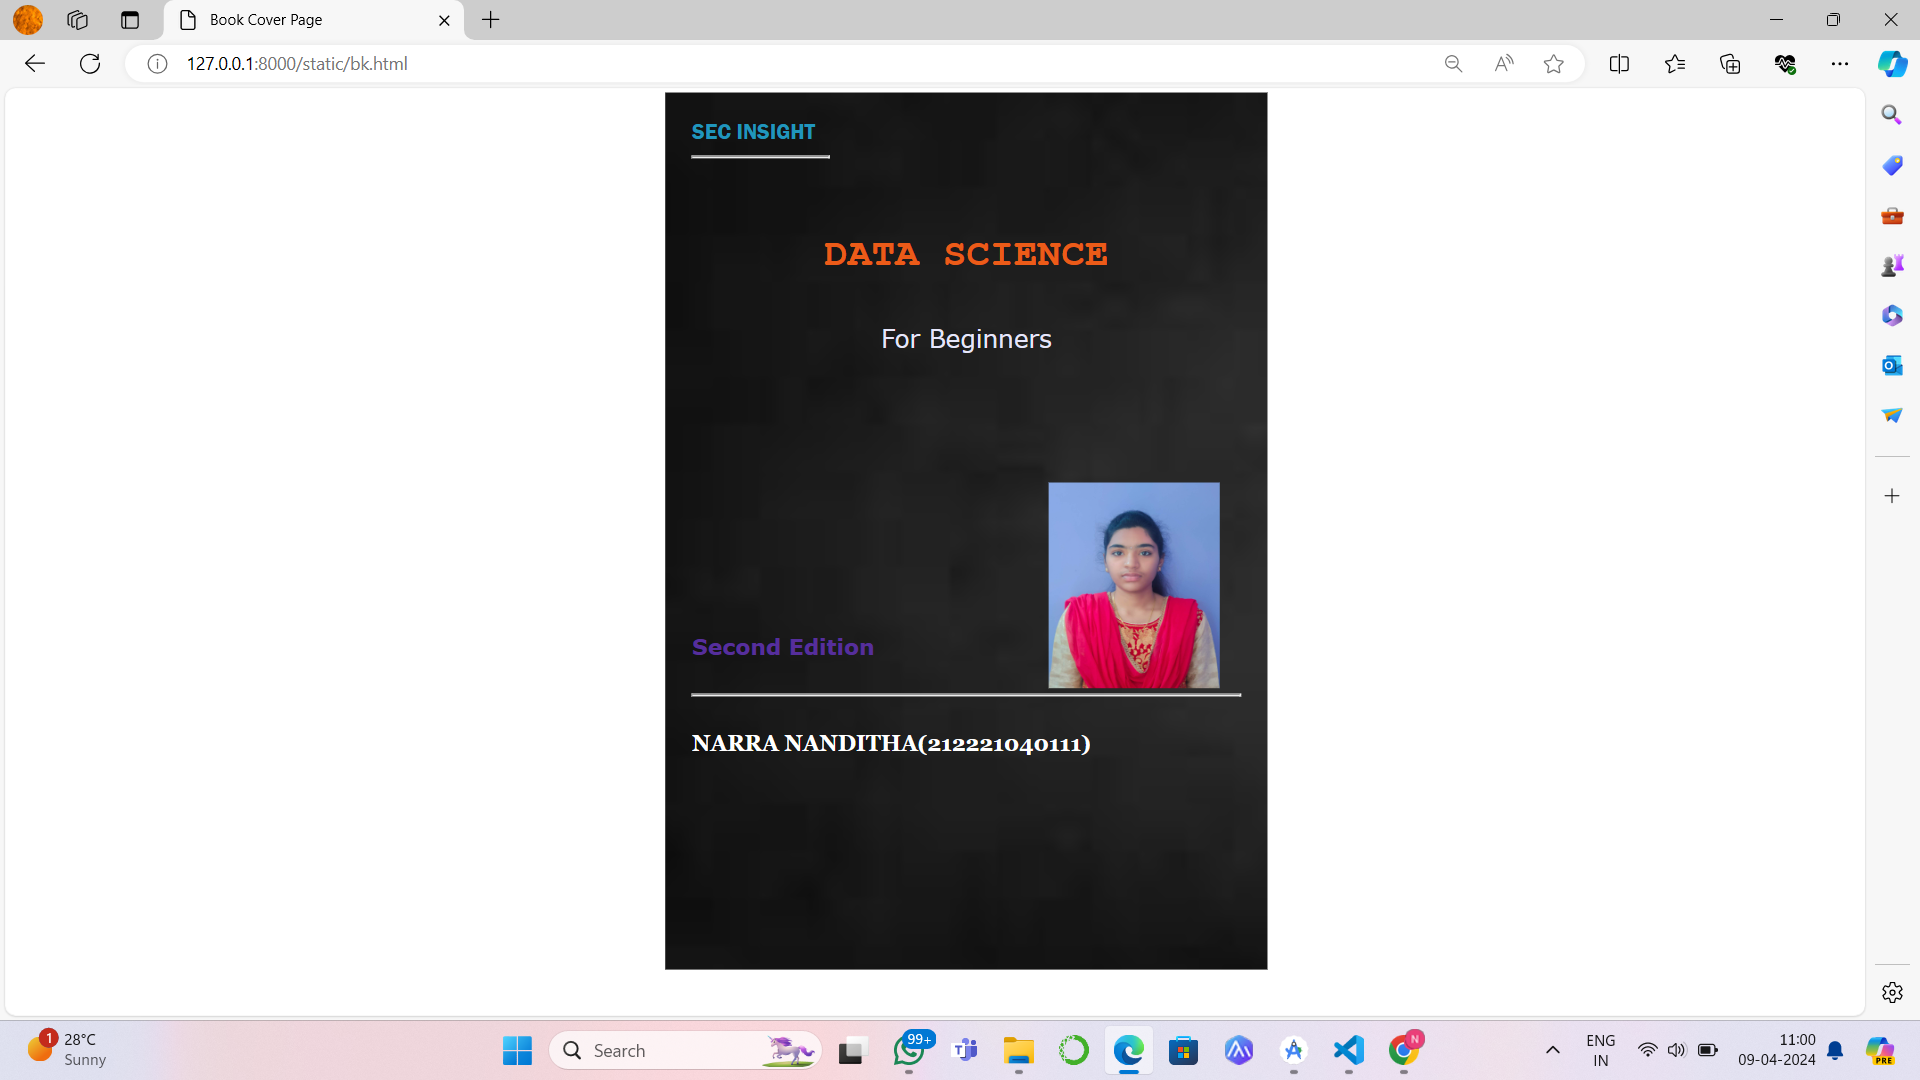 Book Cover Page
127.0.0.1:8000/static/bk.html
SEC INSIGHT
DATA SCIENCE
For Beginners
Second Edition
NARRA NANDITHA(212221040111)
1
28°C
Sunny
Search
99+
N
ENG
IN
11:00
09-04-2024
PRE